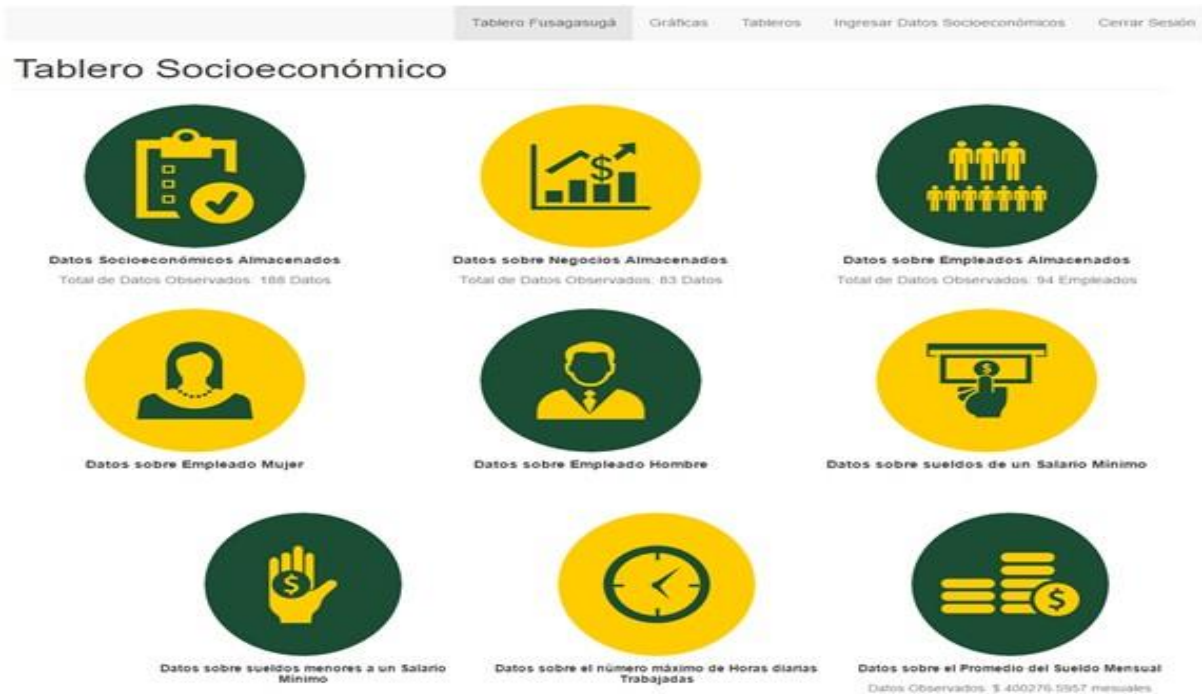 Tablero Fusagasugá Gráficas Tableros Ingresar Datos Socioeconómicos Cerrar Sesión
Tablero Socioeconómico
Datos Socioeconómicos Almacenados
Total de Datos Observados: 188 Datos
Datos sobre Negocios Almacenados
Total de Datos Observados: 83 Datos
Datos sobre Empleados Almacenados
Total de Datos Observados: 94 Empleados
Datos sobre Empleado Mujer
Datos sobre Empleado Hombre
Datos sobre sueldos de un Salario Mínimo
Datos sobre sueldos menores a un Salario
Mínimo
Datos sobre el número máximo de Horas diarias
Trabajadas
Datos sobre el Promedio del Sueldo Mensual
Datos Observados: $ 400276.5957 mensuales